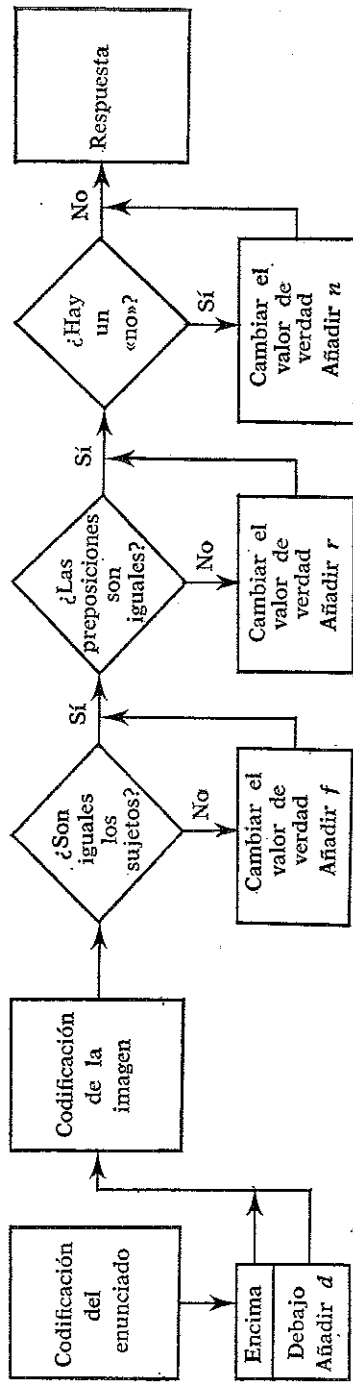 Codificación
del
enunciado
Encima
Debajo
Añadir d
Codificación
de la
imagen
¿Son
iguales
los
sujetos?
Sí
No
Cambiar el
valor de
verdad
Añadir f
¿Las
preposiciones
son
iguales?
Sí
No
Cambiar el
valor de
verdad
Añadir r
¿Hay
un
«no»?
No
Sí
Cambiar el
valor de
verdad
Añadir n
Respuesta